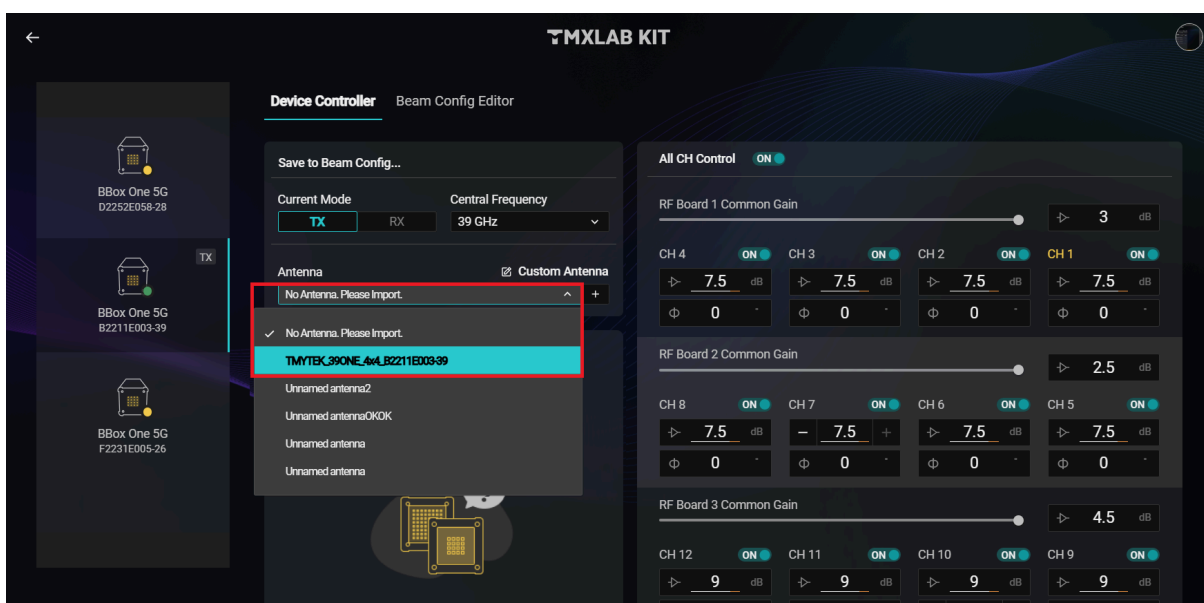 TMXLAB KIT
BBox One 5G
D2252E058-28
TX
BBox One 5G
B2211E003-39
BBox One 5G
F2231E005-26
Device Controller Beam Config Editor
Save to Beam Config...
Current Mode Central Frequency
TX RX 39 GHz
Antenna Custom Antenna
No Antenna. Please Import. +
No Antenna. Please Import.
TMYTEK_39ONE_4x4_B2211E003-39
Unnamed antenna2
Unnamed antennaOKOK
Unnamed antenna
Unnamed antenna
All CH Control ON
RF Board 1 Common Gain
3 dB
CH 4 ON CH 3 ON CH 2 ON CH 1 ON
7.5 dB 7.5 dB 7.5 dB 7.5 dB
Φ 0 ° Φ 0 ° Φ 0 ° Φ 0 °
RF Board 2 Common Gain
2.5 dB
CH 8 ON CH 7 ON CH 6 ON CH 5 ON
7.5 dB − 7.5 + 7.5 dB 7.5 dB
Φ 0 ° Φ 0 ° Φ 0 ° Φ 0 °
RF Board 3 Common Gain
4.5 dB
CH 12 ON CH 11 ON CH 10 ON CH 9 ON
9 dB 9 dB 9 dB 9 dB